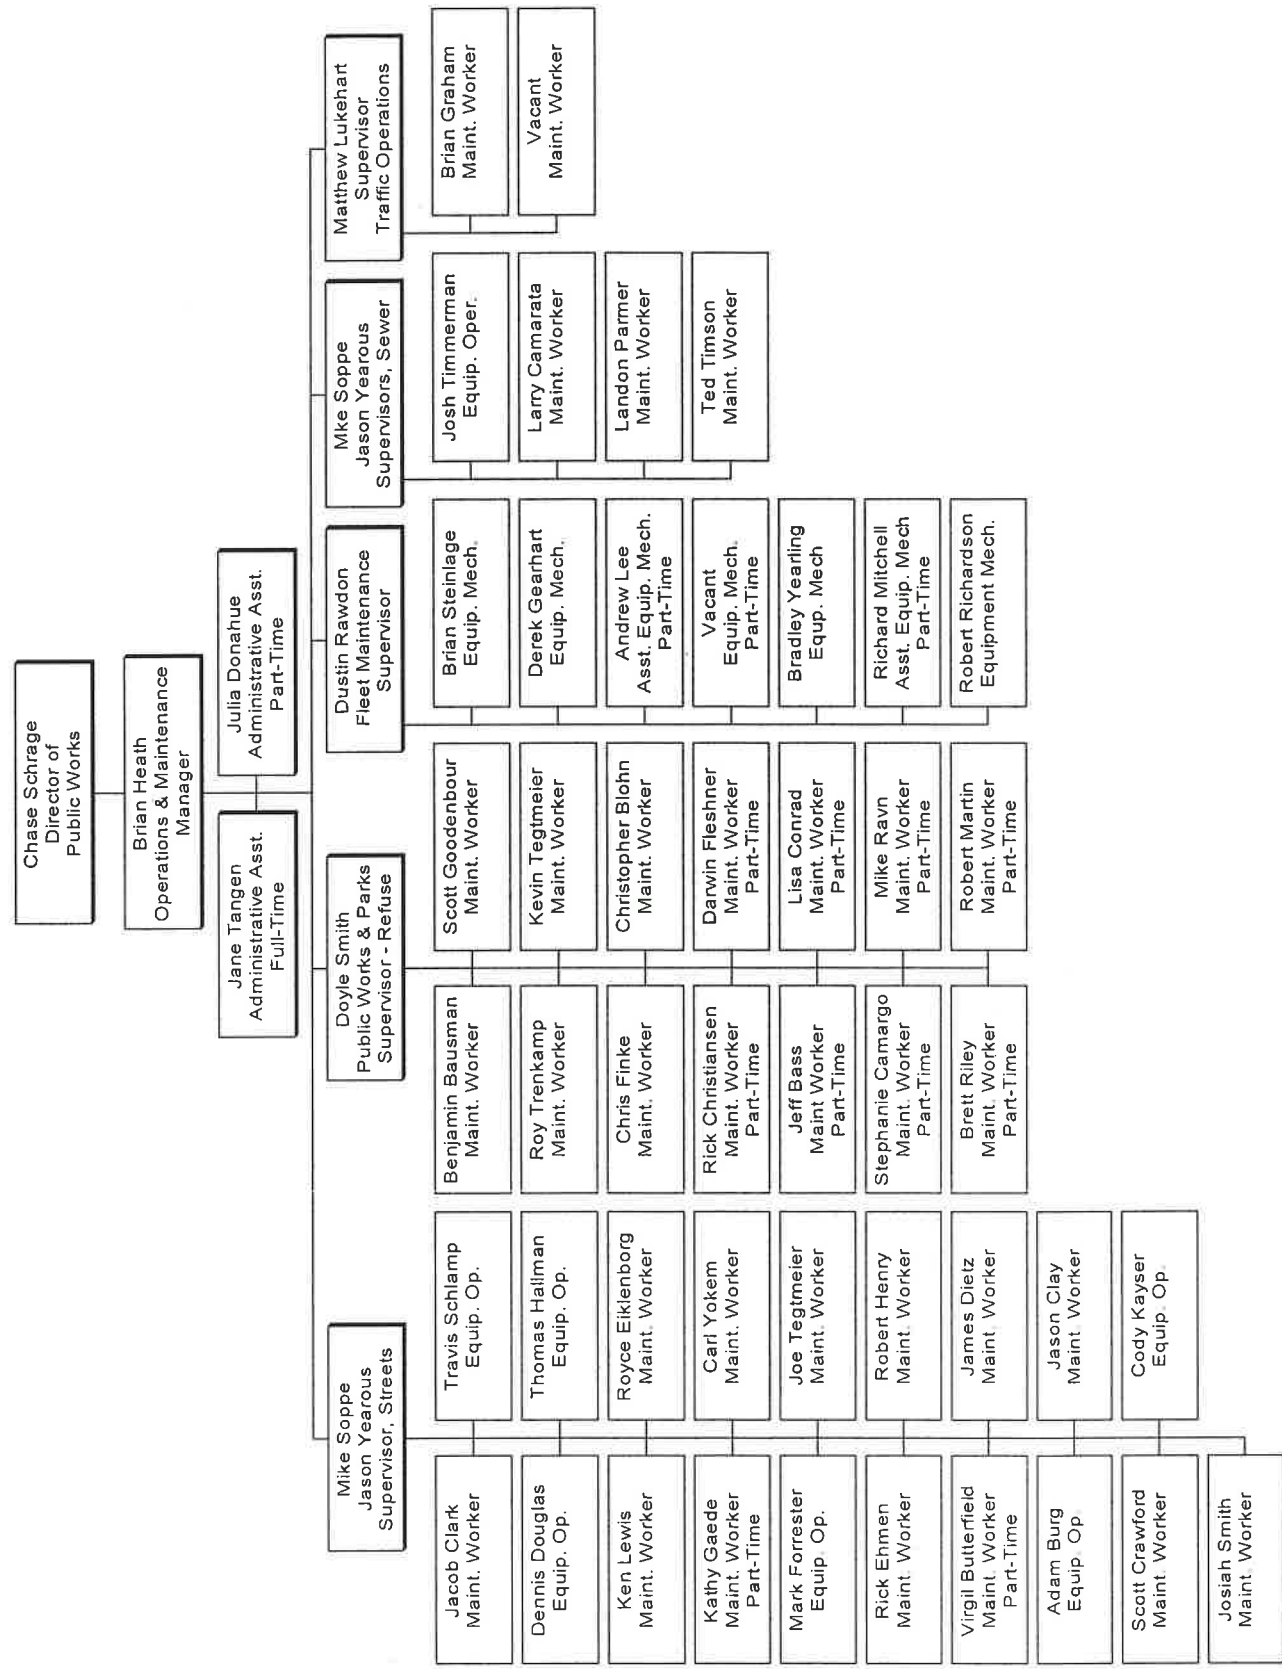 Chase Schrage
Director of
Public Works
Brian Heath
Operations & Maintenance
Manager
Jane Tangen
Administrative Asst.
Full-Time
Julia Donahue
Administrative Asst.
Part-Time
Mike Soppe
Jason Yearous
Supervisor, Streets
Jacob Clark
Maint. Worker
Travis Schlamp
Equip. Op.
Dennis Douglas
Equip. Op.
Thomas Hallman
Equip. Op.
Ken Lewis
Maint. Worker
Royce Eiklenborg
Maint. Worker
Kathy Gaede
Maint. Worker
Part-Time
Carl Yokem
Maint. Worker
Mark Forrester
Equip. Op.
Joe Tegtmeier
Maint. Worker
Rick Ehmen
Maint. Worker
Robert Henry
Maint. Worker
Virgil Butterfield
Maint. Worker
Part-Time
James Dietz
Maint. Worker
Adam Burg
Equip. Op.
Jason Clay
Maint. Worker
Scott Crawford
Maint. Worker
Cody Kayser
Equip. Op.
Josiah Smith
Maint. Worker
Doyle Smith
Public Works & Parks
Supervisor - Refuse
Benjamin Bausman
Maint. Worker
Scott Goodenbour
Maint. Worker
Roy Trenkamp
Maint. Worker
Kevin Tegtmeier
Maint. Worker
Chris Finke
Maint. Worker
Christopher Blohn
Maint. Worker
Rick Christiansen
Maint. Worker
Part-Time
Darwin Fleshner
Maint. Worker
Part-Time
Jeff Bass
Maint Worker
Part-Time
Lisa Conrad
Maint. Worker
Part-Time
Stephanie Camargo
Maint. Worker
Part-Time
Mike Ravn
Maint. Worker
Part-Time
Brett Riley
Maint. Worker
Part-Time
Robert Martin
Maint. Worker
Part-Time
Dustin Rawdon
Fleet Maintenance
Supervisor
Brian Steinlage
Equip. Mech.
Derek Gearhart
Equip. Mech.
Andrew Lee
Asst. Equip. Mech.
Part-Time
Vacant
Equip. Mech.
Part-Time
Bradley Yearling
Equp. Mech
Richard Mitchell
Asst. Equip. Mech
Part-Time
Robert Richardson
Equipment Mech.
Mke Soppe
Jason Yearous
Supervisors, Sewer
Josh Timmerman
Equip. Oper.
Larry Camarata
Maint. Worker
Landon Parmer
Maint. Worker
Ted Timson
Maint. Worker
Matthew Lukehart
Supervisor
Traffic Operations
Brian Graham
Maint. Worker
Vacant
Maint. Worker